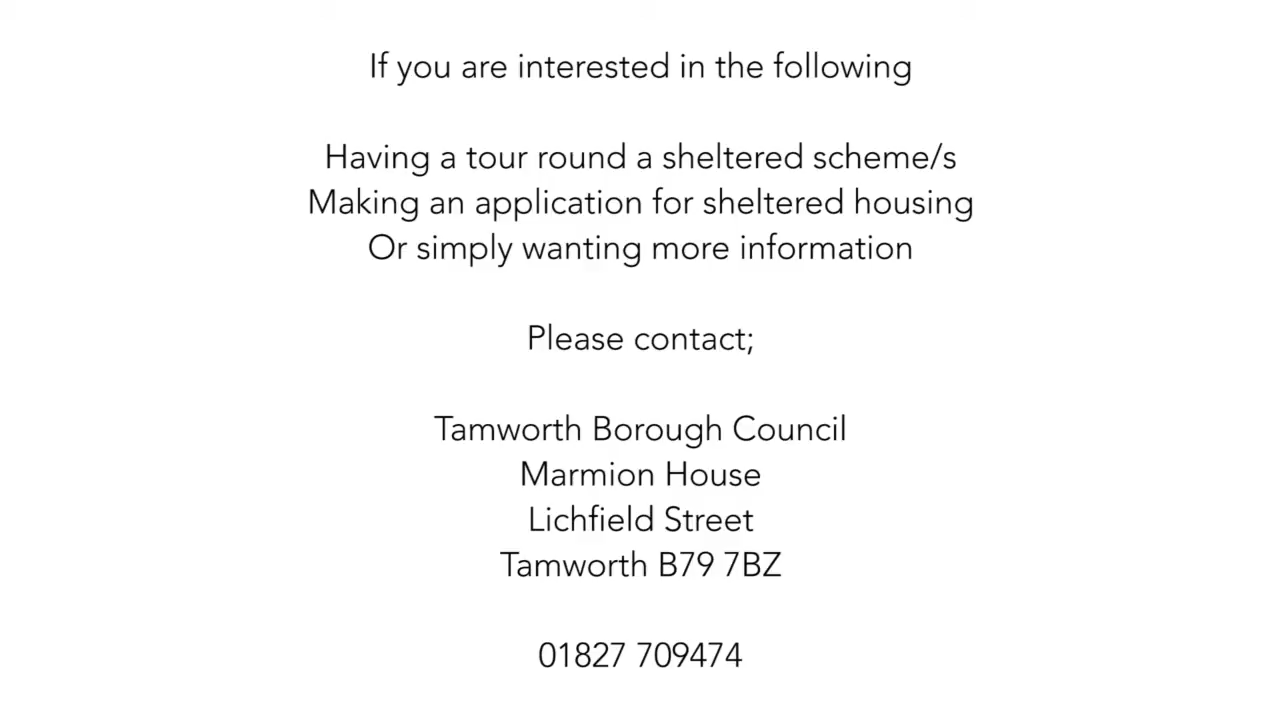 If you are interested in the following
Having a tour round a sheltered scheme/s
Making an application for sheltered housing
Or simply wanting more information
Please contact;
Tamworth Borough Council
Marmion House
Lichfield Street
Tamworth B79 7BZ
01827 709474